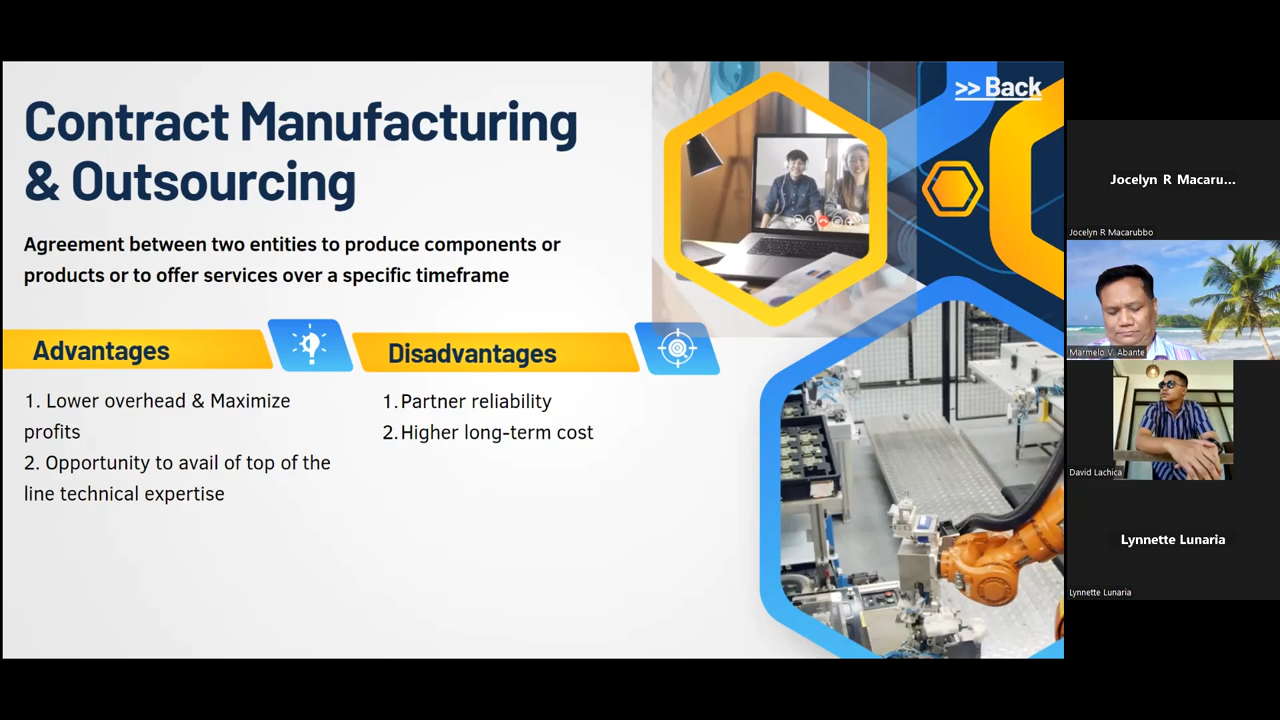 >> Back
Contract Manufacturing
& Outsourcing
Agreement between two entities to produce components or
products or to offer services over a specific timeframe
Advantages
1. Lower overhead & Maximize
profits
2. Opportunity to avail of top of the
line technical expertise
Disadvantages
1. Partner reliability
2. Higher long-term cost
Jocelyn R Macaru...
Jocelyn R Macarubbo
Marmelo V. Abante
David Lachica
Lynnette Lunaria
Lynnette Lunaria